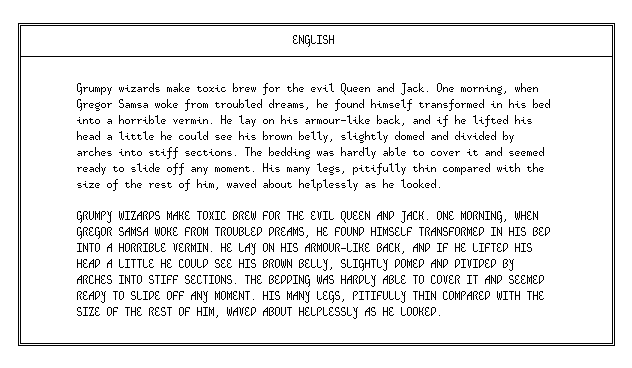 ENGLISH
Grumpy wizards make toxic brew for the evil Queen and Jack. One morning, when
Gregor Samsa woke from troubled dreams, he found himself transformed in his bed
into a horrible vermin. He lay on his armour-like back, and if he lifted his
head a little he could see his brown belly, slightly domed and divided by
arches into stiff sections. The bedding was hardly able to cover it and seemed
ready to slide off any moment. His many legs, pitifully thin compared with the
size of the rest of him, waved about helplessly as he looked.
GRUMPY WIZARDS MAKE TOXIC BREW FOR THE EVIL QUEEN AND JACK. ONE MORNING, WHEN
GREGOR SAMSA WOKE FROM TROUBLED DREAMS, HE FOUND HIMSELF TRANSFORMED IN HIS BED
INTO A HORRIBLE VERMIN. HE LAY ON HIS ARMOUR-LIKE BACK, AND IF HE LIFTED HIS
HEAD A LITTLE HE COULD SEE HIS BROWN BELLY, SLIGHTLY DOMED AND DIVIDED BY
ARCHES INTO STIFF SECTIONS. THE BEDDING WAS HARDLY ABLE TO COVER IT AND SEEMED
READY TO SLIDE OFF ANY MOMENT. HIS MANY LEGS, PITIFULLY THIN COMPARED WITH THE
SIZE OF THE REST OF HIM, WAVED ABOUT HELPLESSLY AS HE LOOKED.